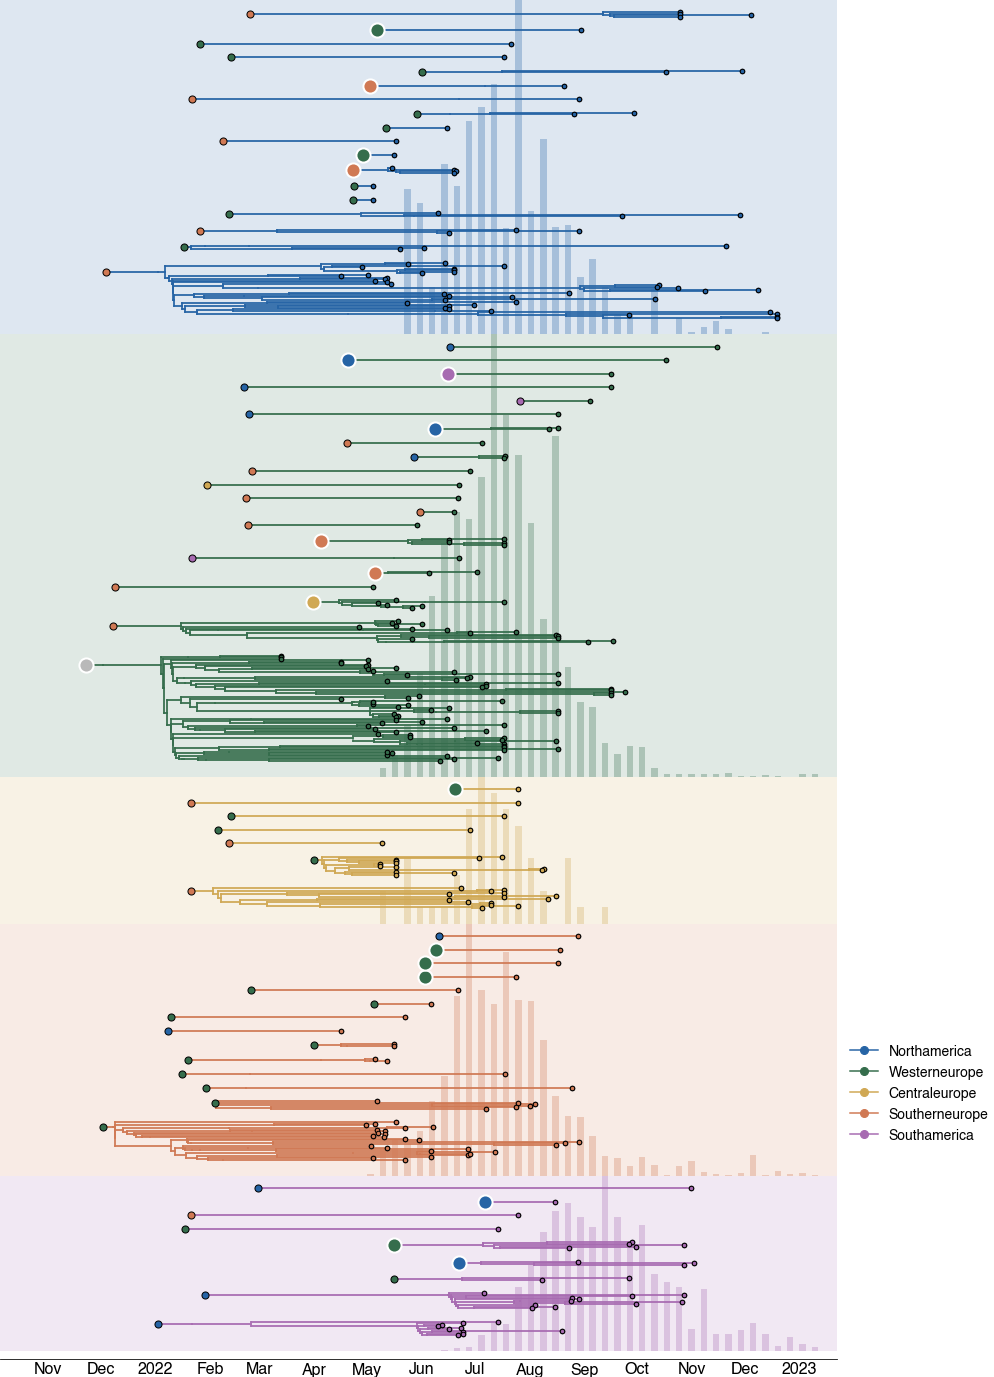 Northamerica
Westerneurope
Centraleurope
Southerneurope
Southamerica
Nov Dec 2022 Feb Mar Apr May Jun Jul Aug Sep Oct Nov Dec 2023